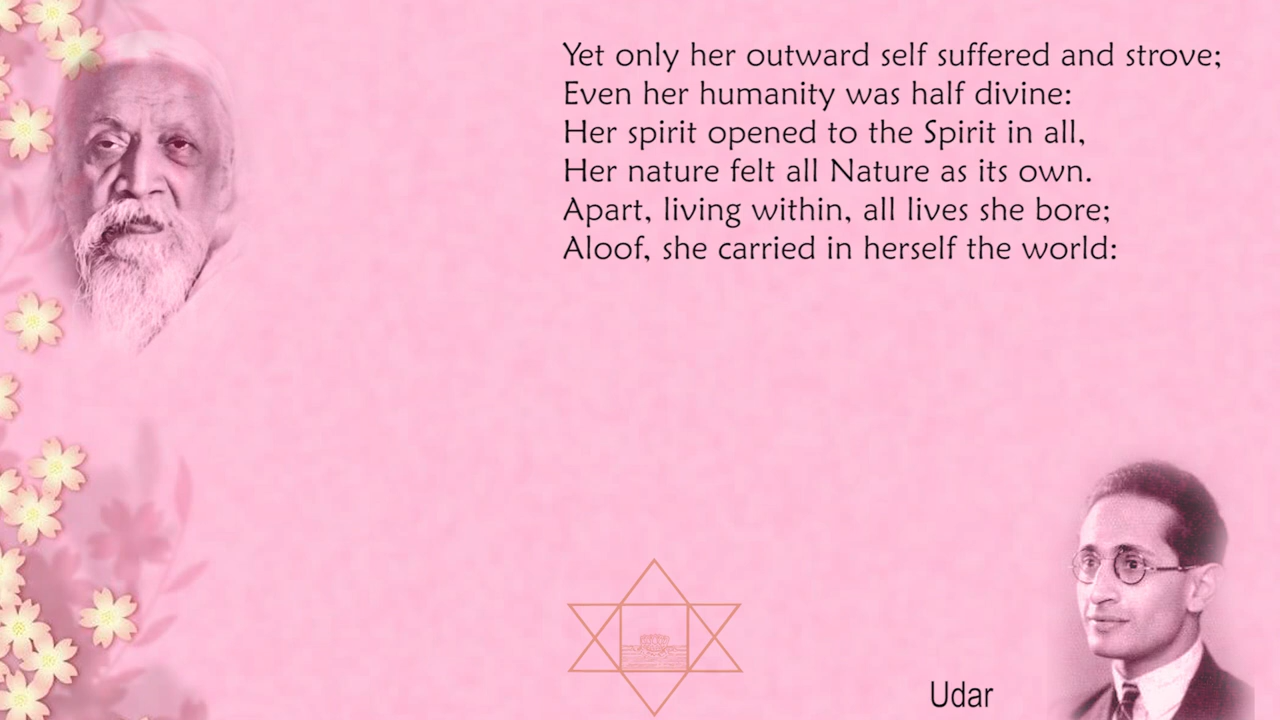 Yet only her outward self suffered and strove;
Even her humanity was half divine:
Her spirit opened to the Spirit in all,
Her nature felt all Nature as its own.
Apart, living within, all lives she bore;
Aloof, she carried in herself the world:
Udar